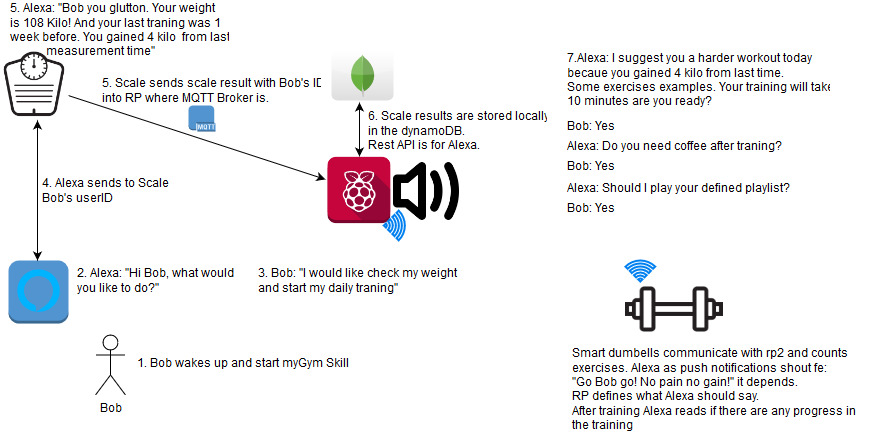 5. Alexa: "Bob you glutton. Your weight
is 108 Kilo! And your last traning was 1
week before. You gained 4 kilo from last
measurement time"
5. Scale sends scale result with Bob's ID
into RP where MQTT Broker is.
MQTT
6. Scale results are stored locally
in the dynamoDB.
Rest API is for Alexa.
7.Alexa: I suggest you a harder workout today
becaue you gained 4 kilo from last time.
Some exercises examples. Your training will take
10 minutes are you ready?
Bob: Yes
Alexa: Do you need coffee after traning?
Bob: Yes
Alexa: Should I play your defined playlist?
Bob: Yes
4. Alexa sends to Scale
Bob's userID
2. Alexa: "Hi Bob, what would
you like to do?"
3. Bob: "I would like check my weight
and start my daily traning"
1. Bob wakes up and start myGym Skill
Bob
Smart dumbells communicate with rp2 and counts
exercises. Alexa as push notifications shout fe:
"Go Bob go! No pain no gain!" it depends.
RP defines what Alexa should say.
After training Alexa reads if there are any progress in
the training